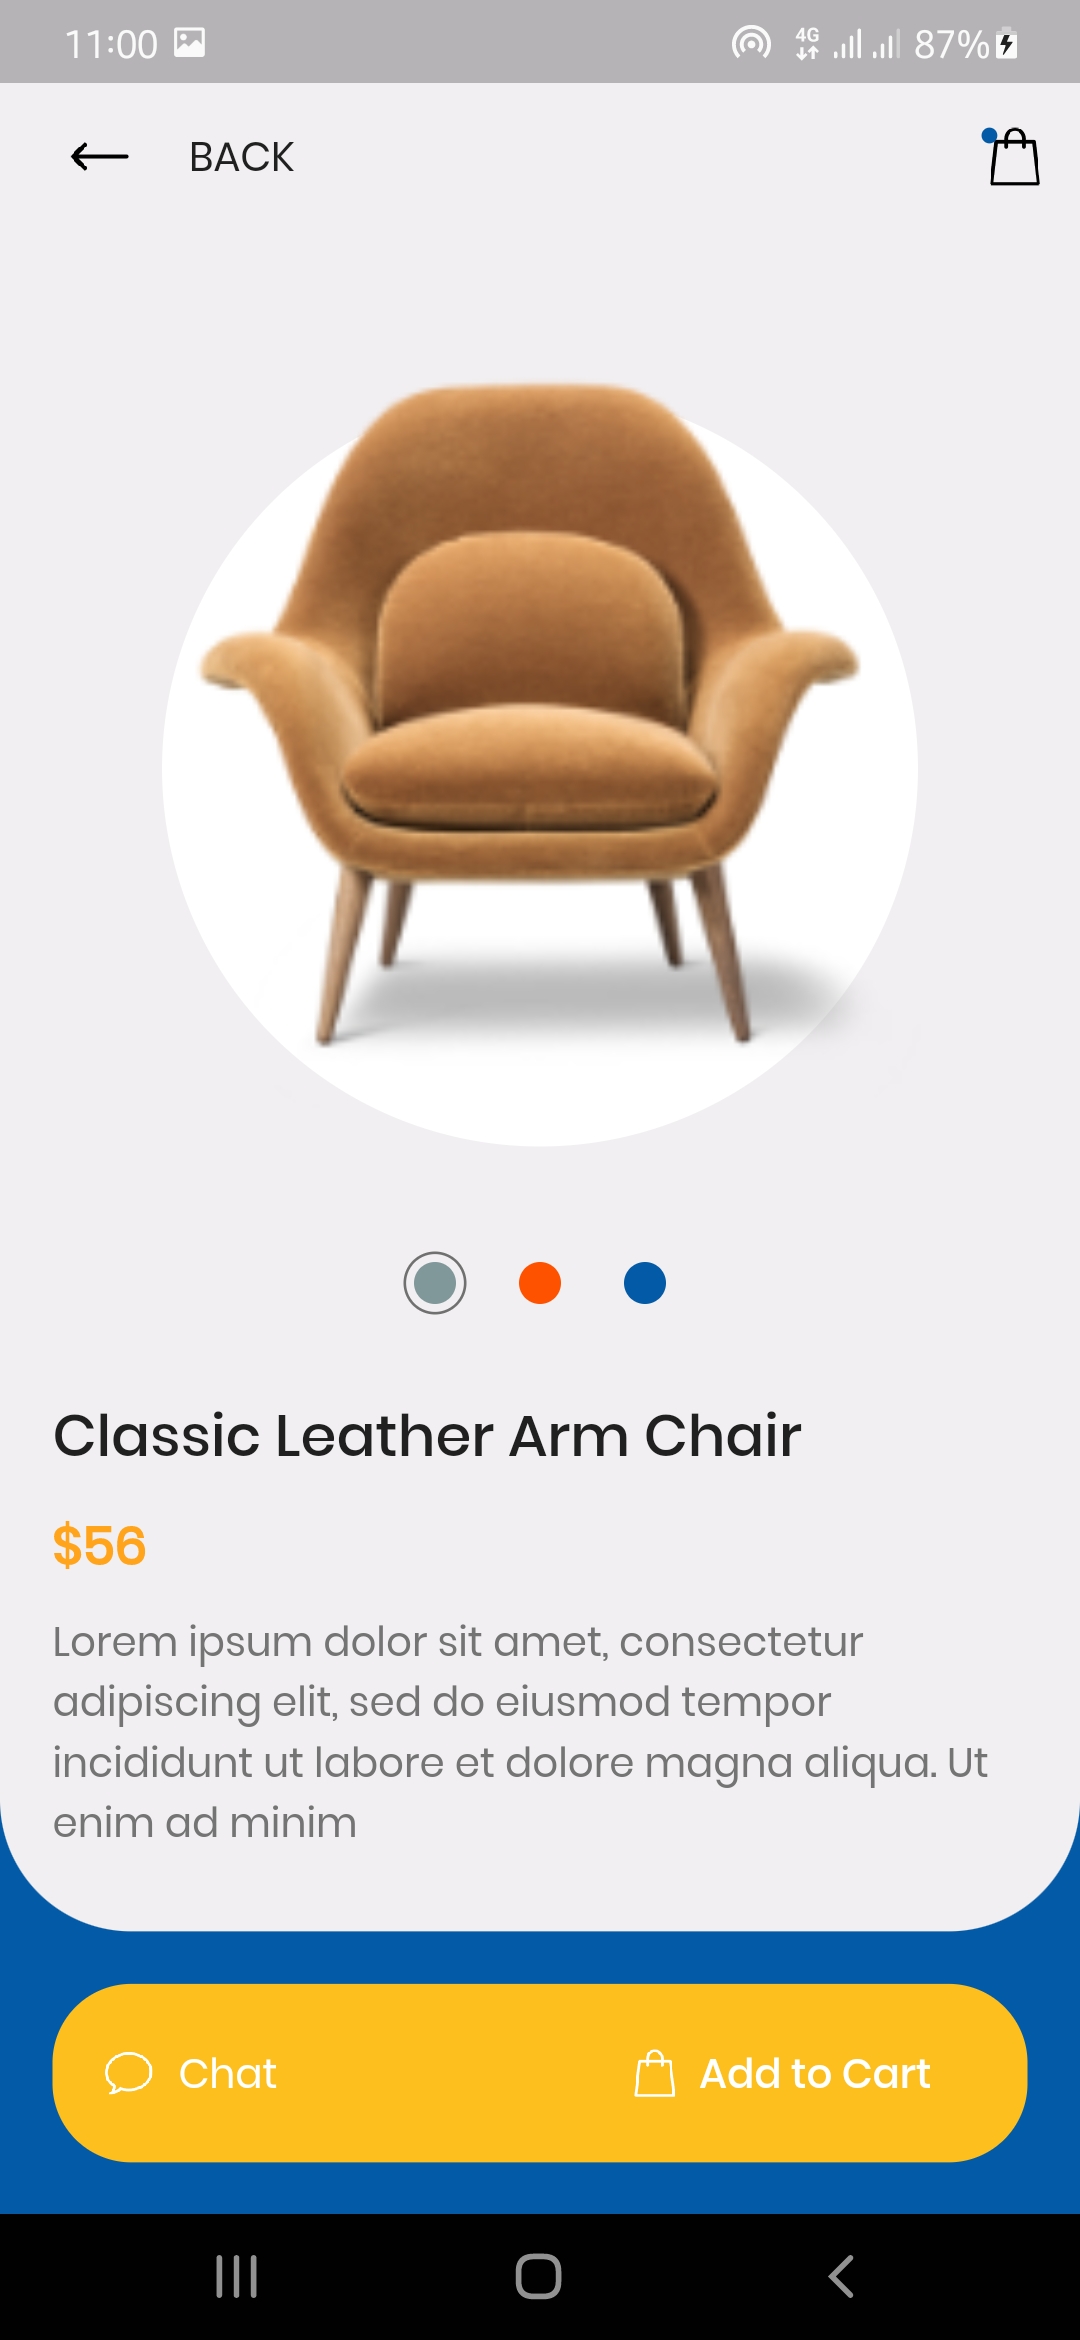 11:00
4G 87%
BACK
Classic Leather Arm Chair
$56
Lorem ipsum dolor sit amet, consectetur
adipiscing elit, sed do eiusmod tempor
incididunt ut labore et dolore magna aliqua. Ut
enim ad minim
Chat Add to Cart